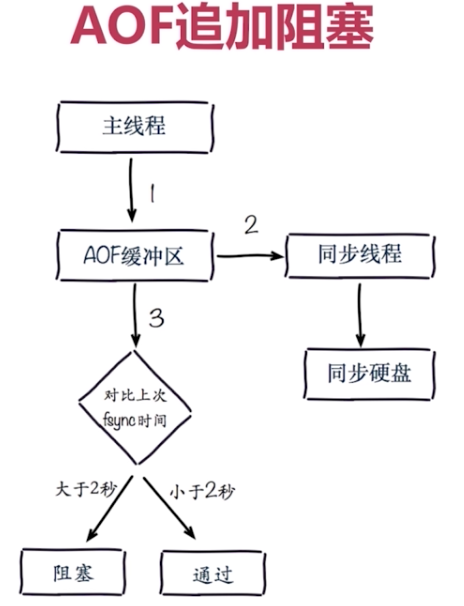 AOF追加阻塞
主线程
1
AOF缓冲区
2
同步线程
3
同步硬盘
对比上次
fsync时间
大于2秒
小于2秒
阻塞
通过